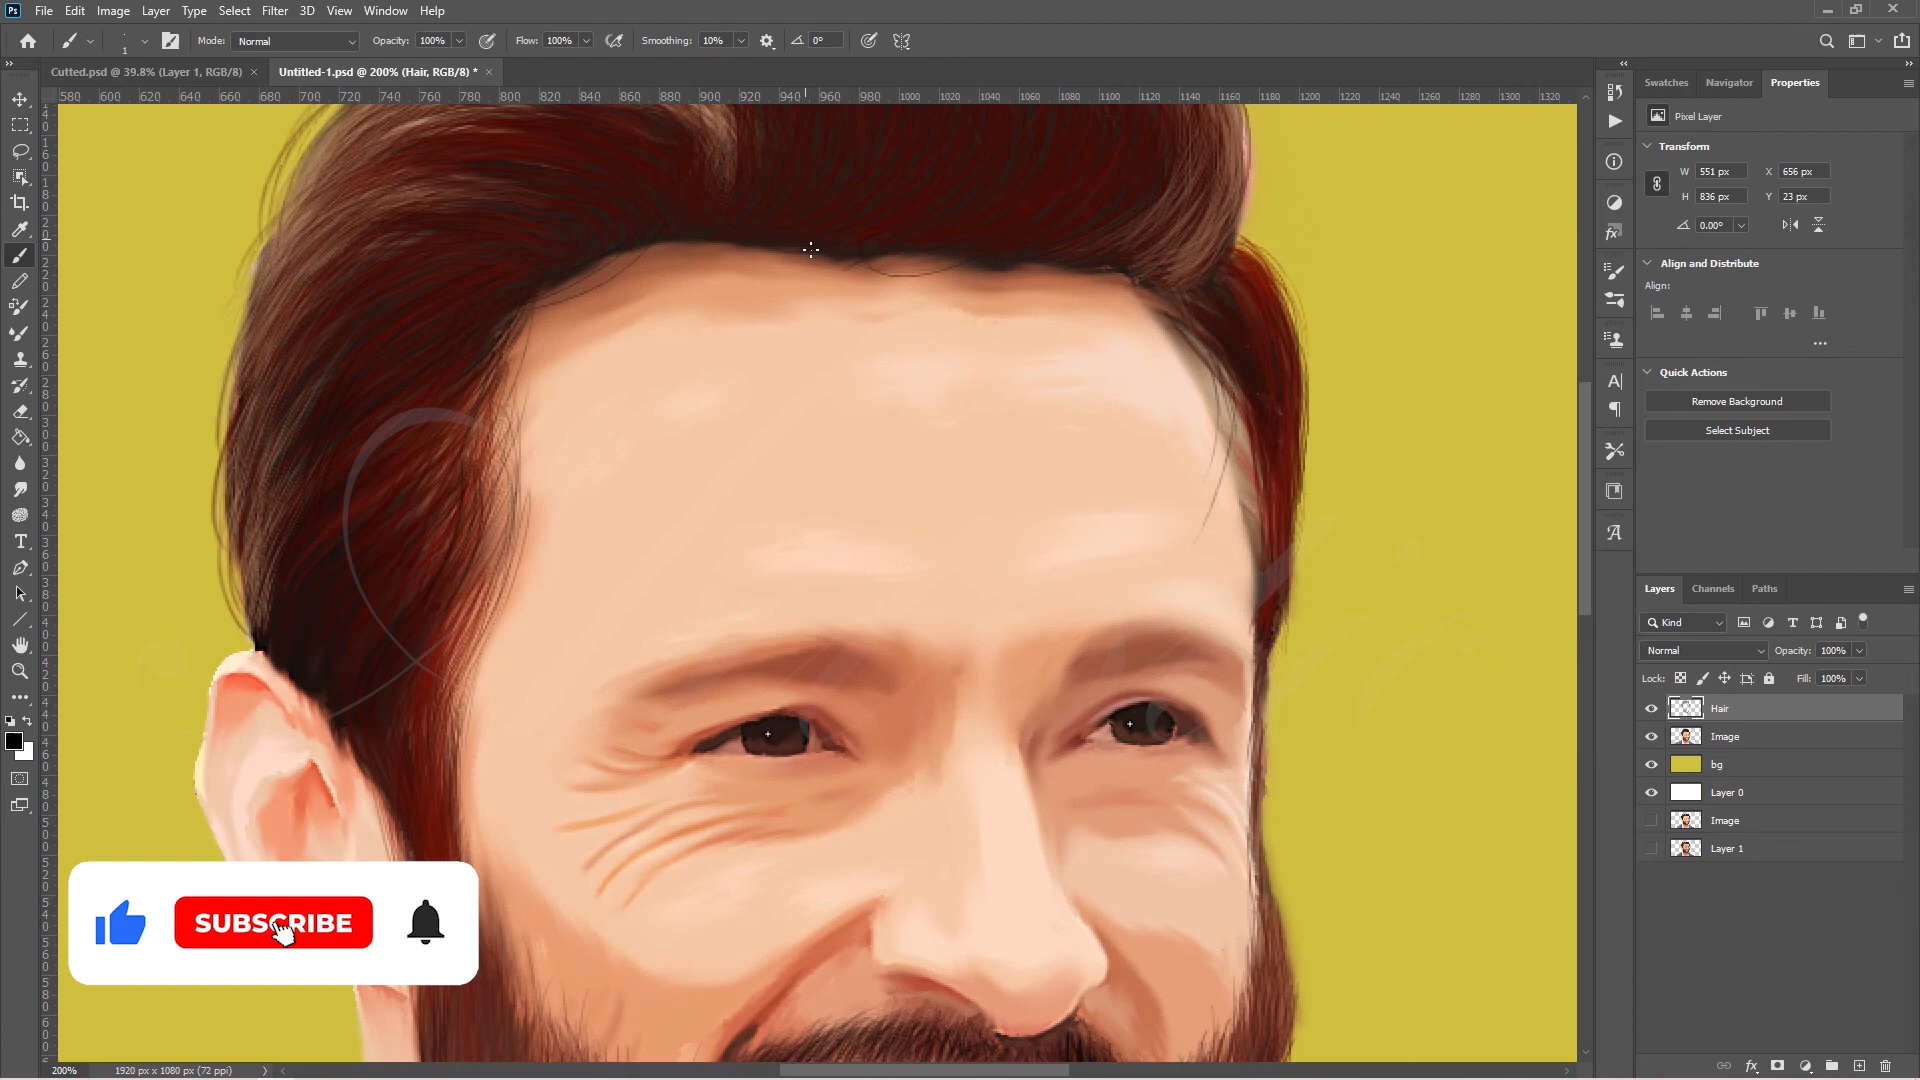 Ps File Edit Image Layer Type Select Filter 3D View Window Help
1 Mode: Normal Opacity: 100% Flow: 100% Smoothing: 10% 0°
Cutted.psd @ 39.8% (Layer 1, RGB/8) × Untitled-1.psd @ 200% (Hair, RGB/8) * ×
580 600 620 640 660 680 700 720 740 760 780 800 820 840 860 880 900 920 940 960 980 1000 1020 1040 1060 1080 1100 1120 1140 1160 1180 1200 1220 1240 1260 1280 1300 1320
Swatches Navigator Properties
Pixel Layer
Transform
W 551 px X 656 px
H 836 px Y 23 px
0.00°
Align and Distribute
Align:
Quick Actions
Remove Background
Select Subject
Layers Channels Paths
Kind
Normal Opacity: 100%
Lock: Fill: 100%
Hair
Image
bg
Layer 0
Image
Layer 1
SUBSCRIBE
200% 1920 px x 1080 px (72 ppi)